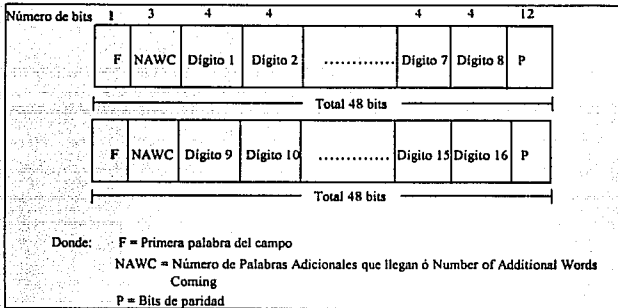 Número de bits 1 3 4 4 4 4 12
F NAWC Dígito 1 Dígito 2 ............. Dígito 7 Dígito 8 P
Total 48 bits
F NAWC Dígito 9 Dígito 10 ............. Dígito 15 Dígito 16 P
Total 48 bits
Donde: F = Primera palabra del campo
NAWC = Número de Palabras Adicionales que llegan ó Number of Additional Words
Coming
P = Bits de paridad